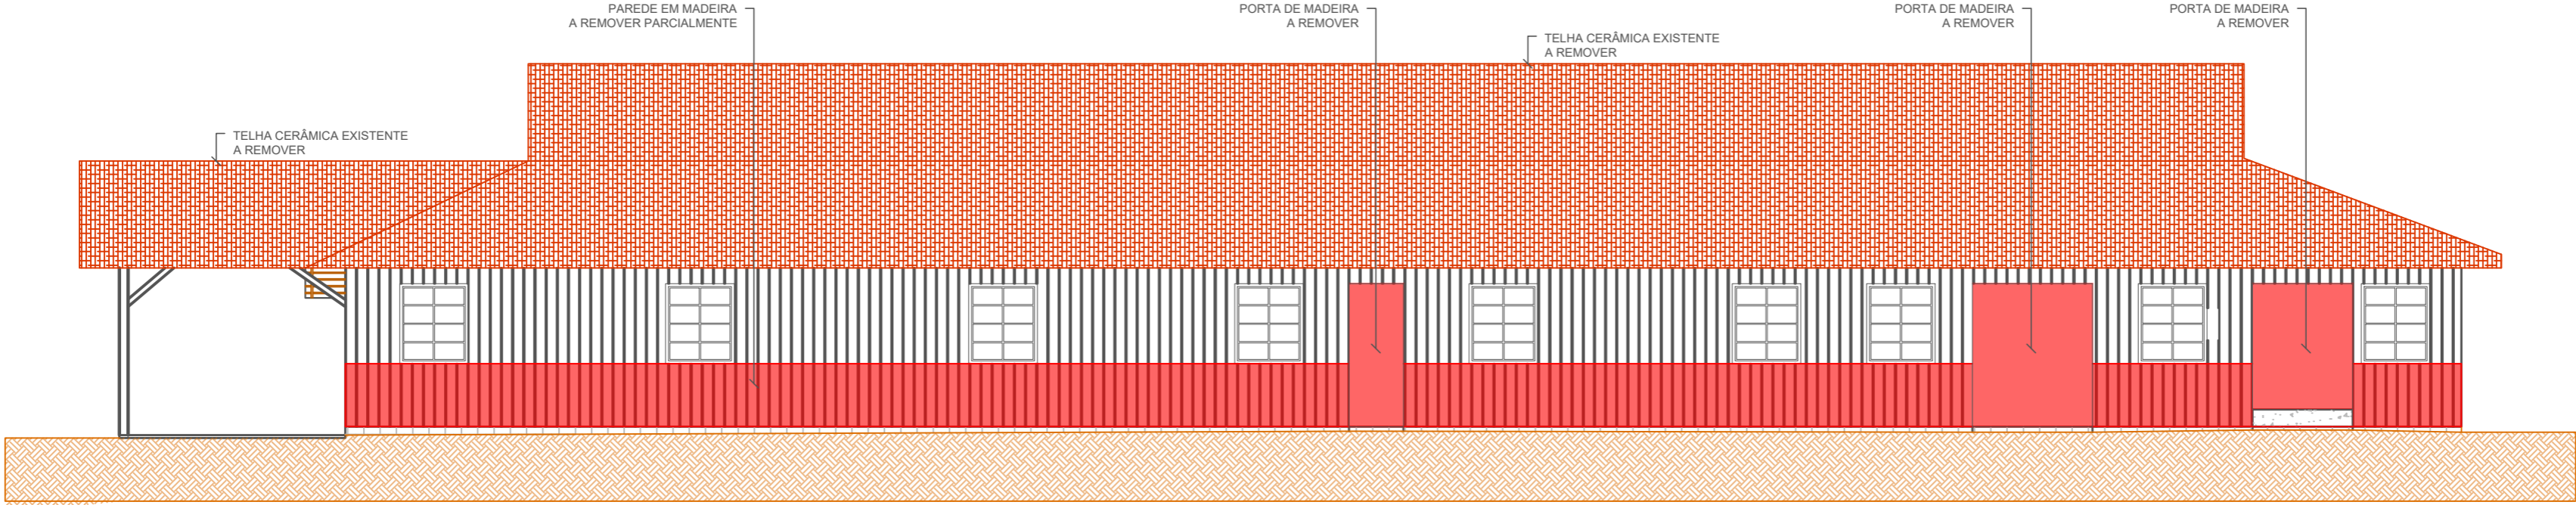 PAREDE EM MADEIRA
A REMOVER PARCIALMENTE
PORTA DE MADEIRA
A REMOVER
PORTA DE MADEIRA
A REMOVER
PORTA DE MADEIRA
A REMOVER
TELHA CERÂMICA EXISTENTE
A REMOVER
TELHA CERÂMICA EXISTENTE
A REMOVER